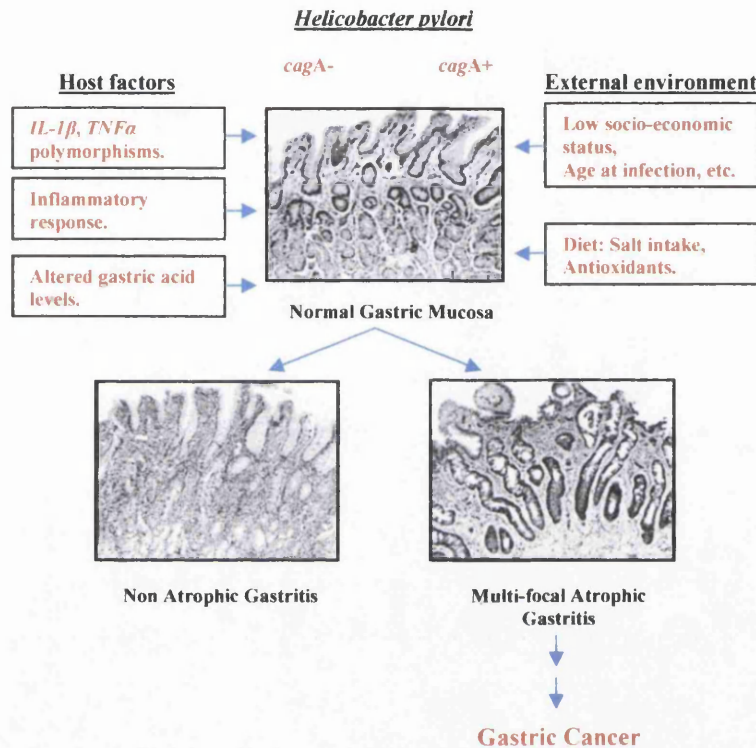 Helicobacter pylori
cagA- cagA+
Host factors
External environment
IL-1β, TNFα
polymorphisms.
Inflammatory
response.
Altered gastric acid
levels.
Low socio-economic
status,
Age at infection, etc.
Diet: Salt intake,
Antioxidants.
Normal Gastric Mucosa
Non Atrophic Gastritis
Multi-focal Atrophic
Gastritis
Gastric Cancer